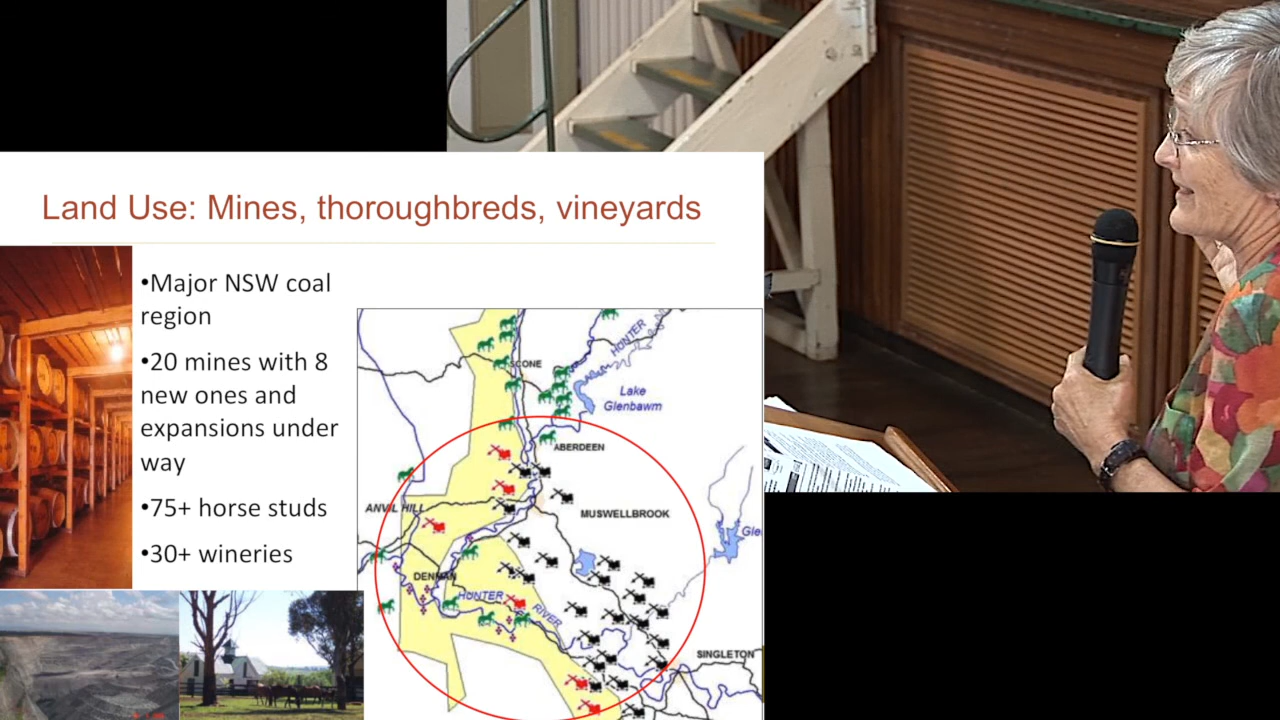 Land Use: Mines, thoroughbreds, vineyards
•Major NSW coal
region
•20 mines with 8
new ones and
expansions under
way
•75+ horse studs
•30+ wineries
HUNTER
SCONE
Lake
Glenbawm
ABERDEEN
ANVIL HILL
MUSWELLBROOK
Gle
DENMAN
HUNTER
RIVER
SINGLETON